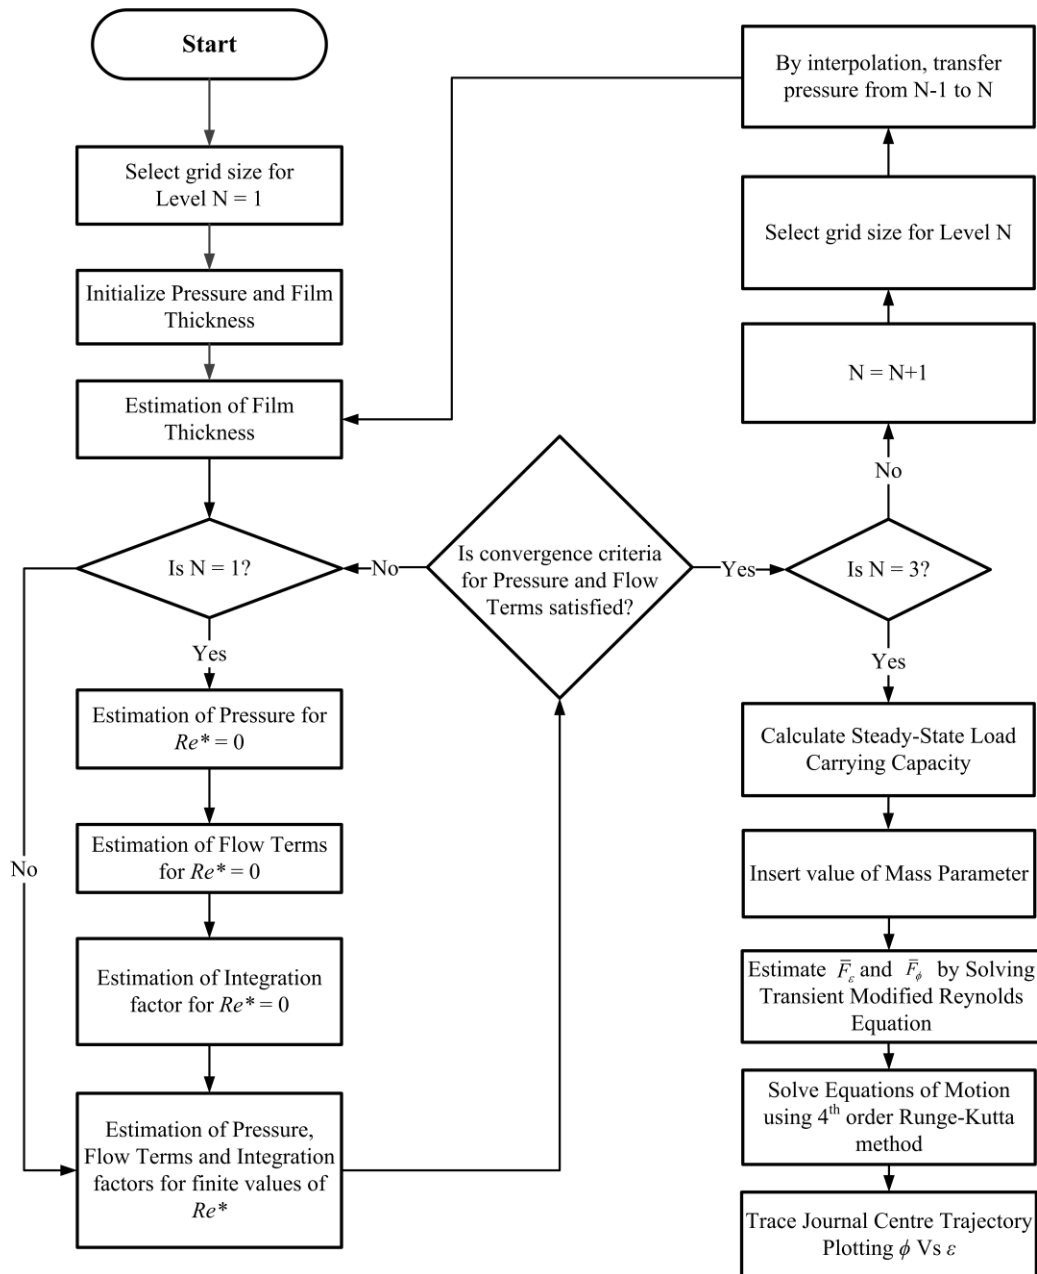 Start
Select grid size for
Level N = 1
Initialize Pressure and Film
Thickness
Estimation of Film
Thickness
Is N = 1?
Yes
No
Estimation of Pressure for
Re* = 0
Estimation of Flow Terms
for Re* = 0
Estimation of Integration
factor for Re* = 0
Estimation of Pressure,
Flow Terms and Integration
factors for finite values of
Re*
No
Is convergence criteria
for Pressure and Flow
Terms satisfied?
Yes
By interpolation, transfer
pressure from N-1 to N
Select grid size for Level N
N = N+1
No
Is N = 3?
Yes
Calculate Steady-State Load
Carrying Capacity
Insert value of Mass Parameter
Estimate F̅ε and F̅ϕ by Solving
Transient Modified Reynolds
Equation
Solve Equations of Motion
using 4th order Runge-Kutta
method
Trace Journal Centre Trajectory
Plotting ϕ Vs ε